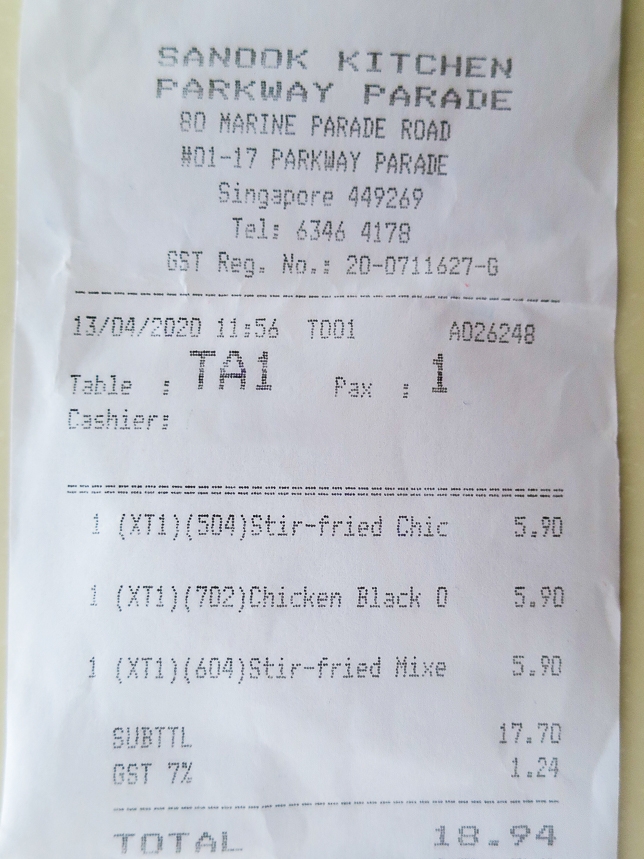 SANOOK KITCHEN
PARKWAY PARADE
80 MARINE PARADE ROAD
#01-17 PARKWAY PARADE
Singapore 449269
Tel: 6346 4178
GST Reg. No.: 20-0711627-G
13/04/2020 11:56 T001 A026248
Table : TA1 Pax : 1
Cashier:
1 (XT1)(504)Stir-fried Chic 5.90
1 (XT1)(702)Chicken Black O 5.90
1 (XT1)(604)Stir-fried Mixe 5.90
SUBTTL 17.70
GST 7% 1.24
TOTAL 18.94